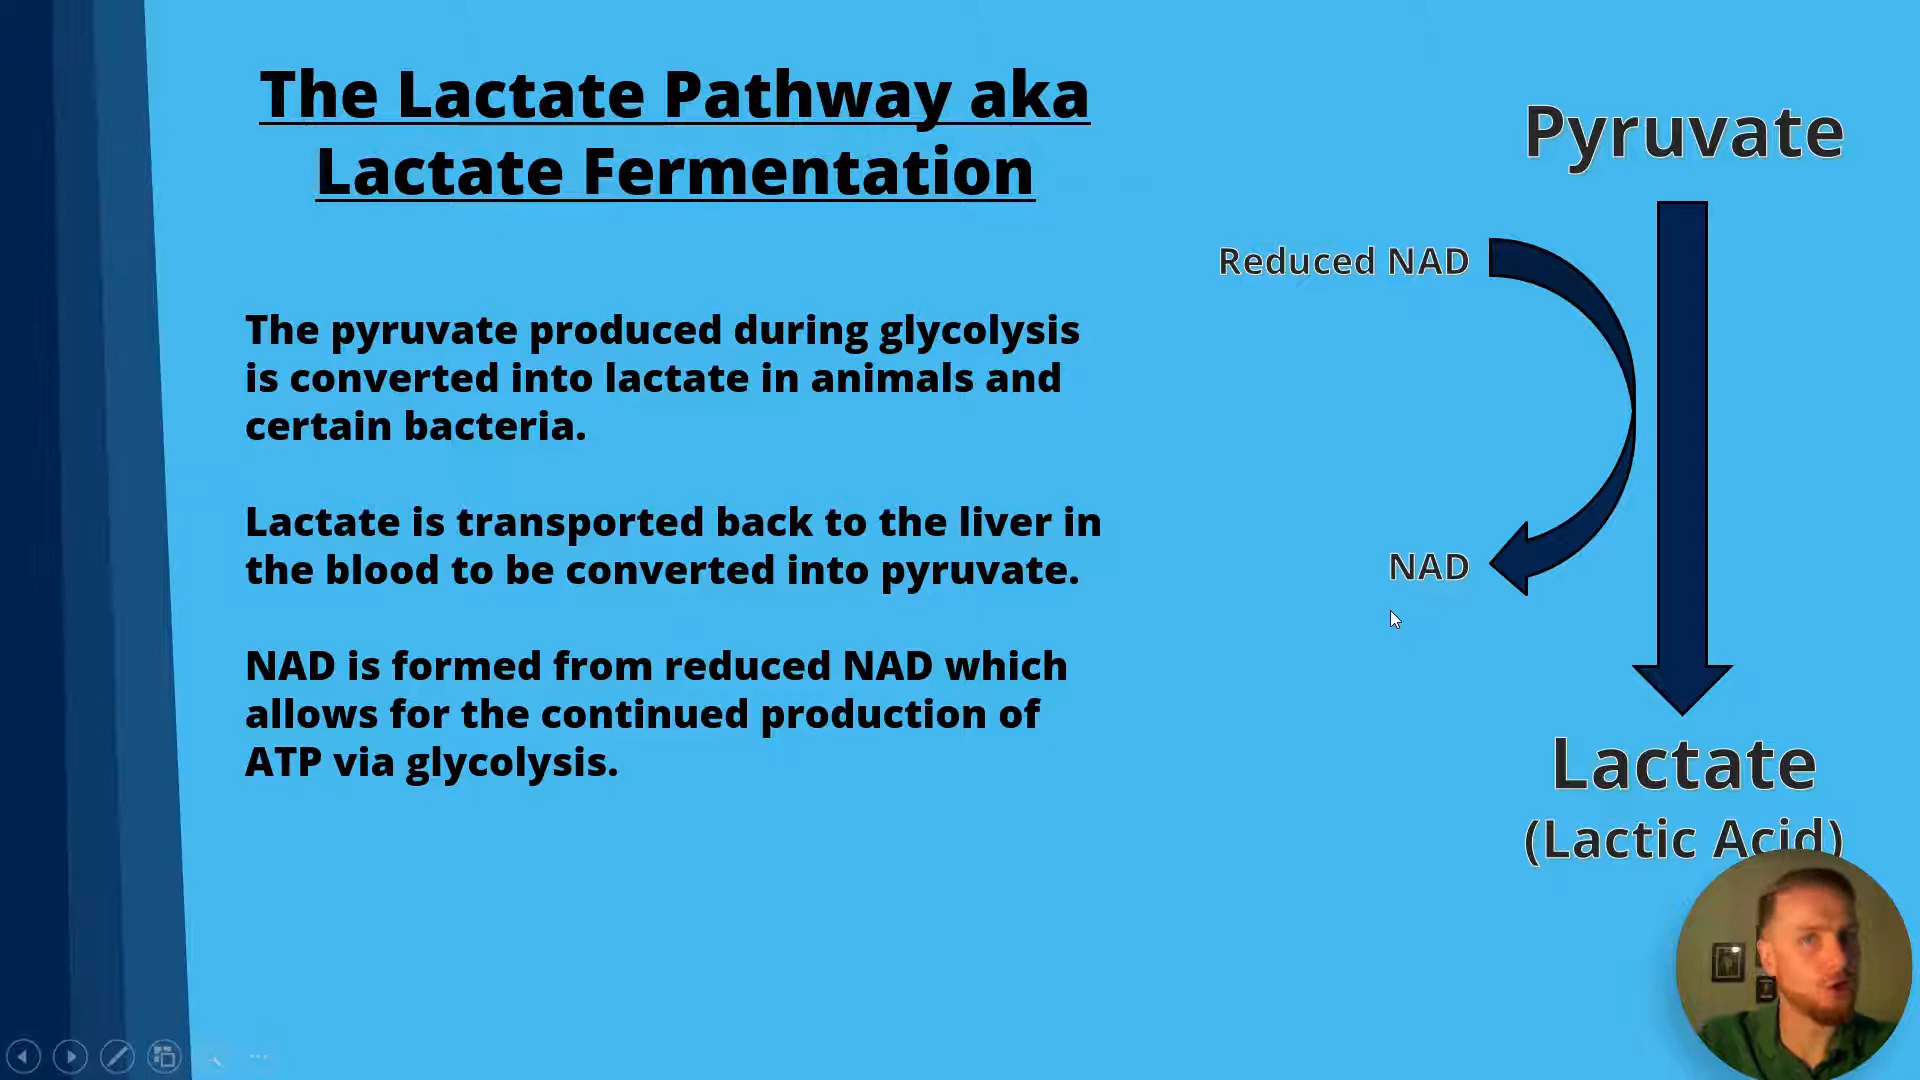 The Lactate Pathway aka
Lactate Fermentation
The pyruvate produced during glycolysis
is converted into lactate in animals and
certain bacteria.
Lactate is transported back to the liver in
the blood to be converted into pyruvate.
NAD is formed from reduced NAD which
allows for the continued production of
ATP via glycolysis.
Pyruvate
Reduced NAD
NAD
Lactate
(Lactic Acid)